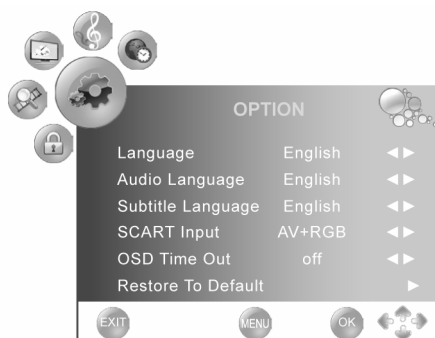 OPTION
Language English
Audio Language English
Subtitle Language English
SCART Input AV+RGB
OSD Time Out off
Restore To Default
EXIT MENU OK